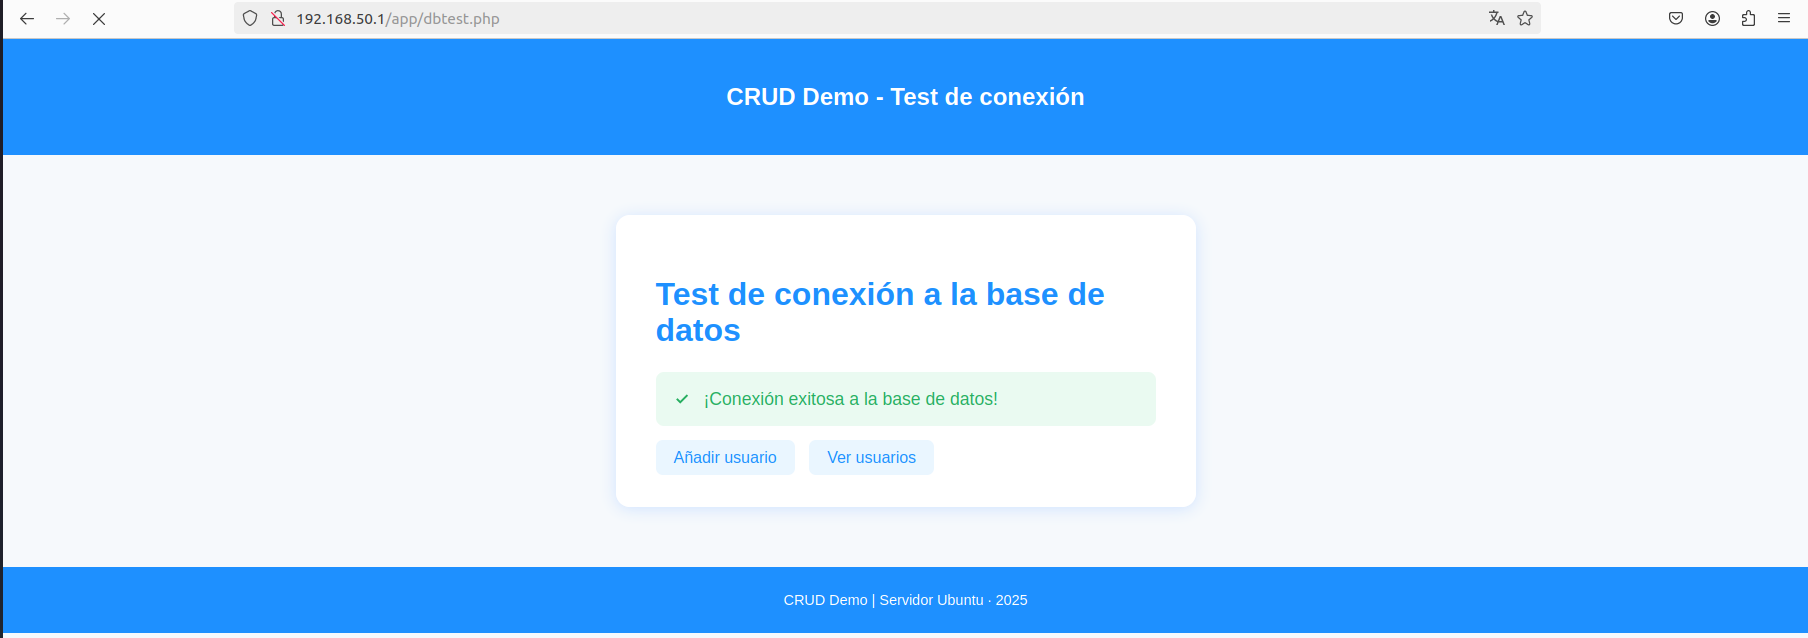 192.168.50.1/app/dbtest.php
CRUD Demo - Test de conexión
Test de conexión a la base de
datos
¡Conexión exitosa a la base de datos!
Añadir usuario
Ver usuarios
CRUD Demo | Servidor Ubuntu · 2025